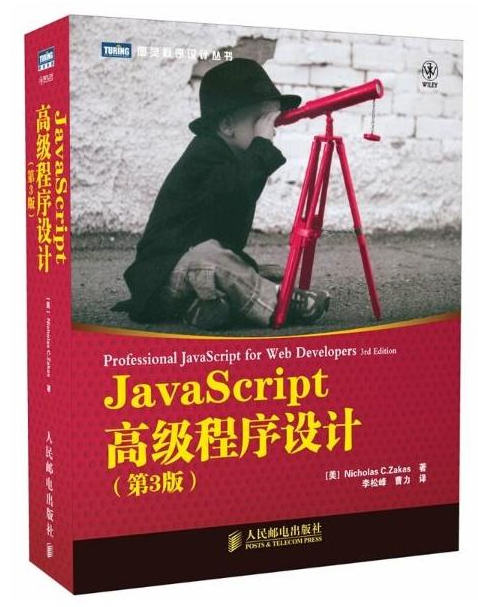 TURING
图灵程序设计丛书
WILEY
Professional JavaScript for Web Developers 3rd Edition
JavaScript
高级程序设计
(第3版)
[美] Nicholas C.Zakas 著
李松峰 曹力 译
人民邮电出版社
POSTS & TELECOM PRESS
TURING
JavaScript
高级程序设计
(第3版)
[美] Nicholas C.Zakas 著
人民邮电出版社